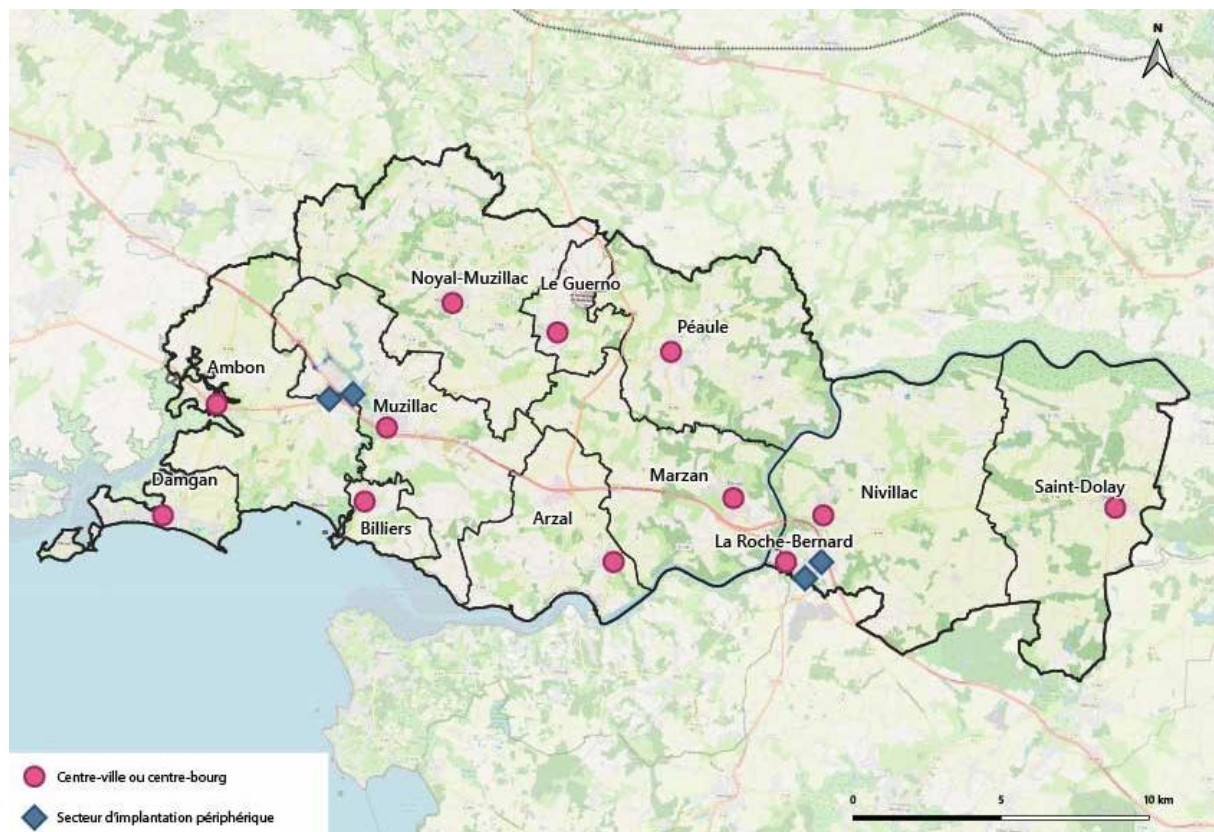 N
Noyal-Muzillac
Le Guerno
Péaule
Ambon
Muzillac
Damgan
Marzan
Nivillac
Saint-Dolay
Billiers
Arzal
La Roche-Bernard
Centre-ville ou centre-bourg
Secteur d'implantation périphérique
0
5
10 km